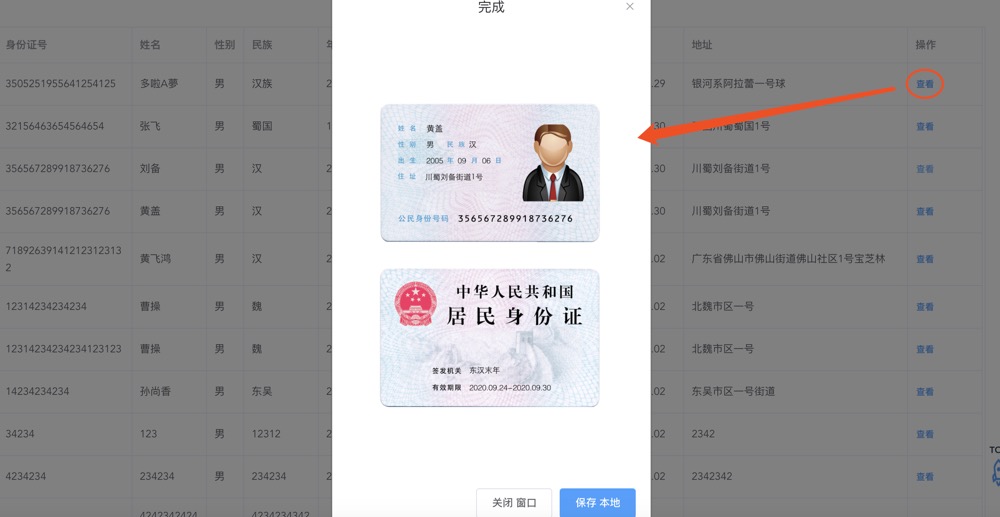 完成 ×
身份证号 姓名 性别 民族 地址 操作
3505251955641254125 多啦A夢 男 汉族 2 .29 银河系阿拉蕾一号球 查看
32156463654564654 张飞 男 蜀国 1 .30 川蜀蜀国1号 查看
356567289918736276 刘备 男 汉 2 .30 川蜀刘备街道1号 查看
356567289918736276 黄盖 男 汉 2 .30 川蜀刘备街道1号 查看
71892639141212312313
2 黄飞鸿 男 汉 2 .02 广东省佛山市佛山街道佛山社区1号宝芝林 查看
12314234234234 曹操 男 魏 2 .02 北魏市区一号 查看
12314234234234123123 曹操 男 魏 2 .02 北魏市区一号 查看
14234234234 孙尚香 男 东吴 2 .02 东吴市区一号街道 查看
34234 123 男 12312 2 .02 2342 查看
4234234 234234 男 234234 2 .02 2342342 查看
姓名 黄盖
性别 男 民族 汉
出生 2005 年 09 月 06 日
住址 川蜀刘备街道1号
公民身份号码 356567289918736276
中华人民共和国
居民身份证
签发机关 东汉末年
有效期限 2020.09.24-2020.09.30
关闭 窗口 保存 本地